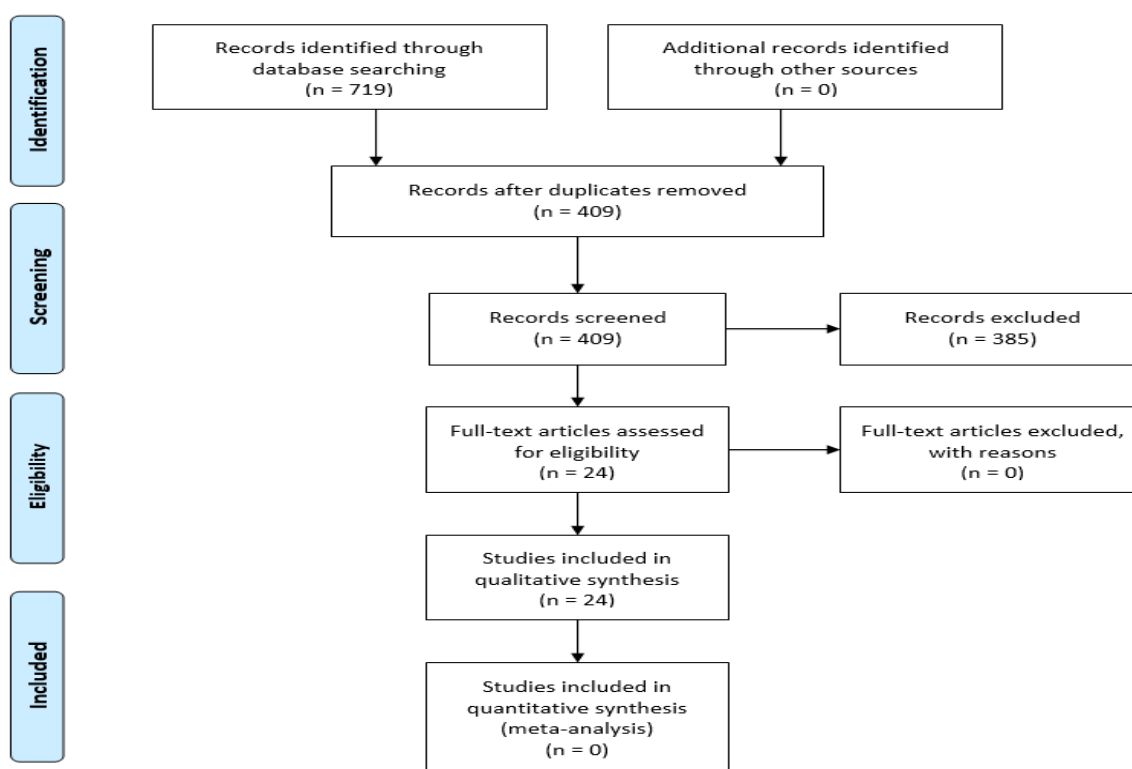 Identification
Records identified through
database searching
(n = 719)
Additional records identified
through other sources
(n = 0)
Records after duplicates removed
(n = 409)
Screening
Records screened
(n = 409)
Records excluded
(n = 385)
Eligibility
Full-text articles assessed
for eligibility
(n = 24)
Full-text articles excluded,
with reasons
(n = 0)
Studies included in
qualitative synthesis
(n = 24)
Included
Studies included in
quantitative synthesis
(meta-analysis)
(n = 0)